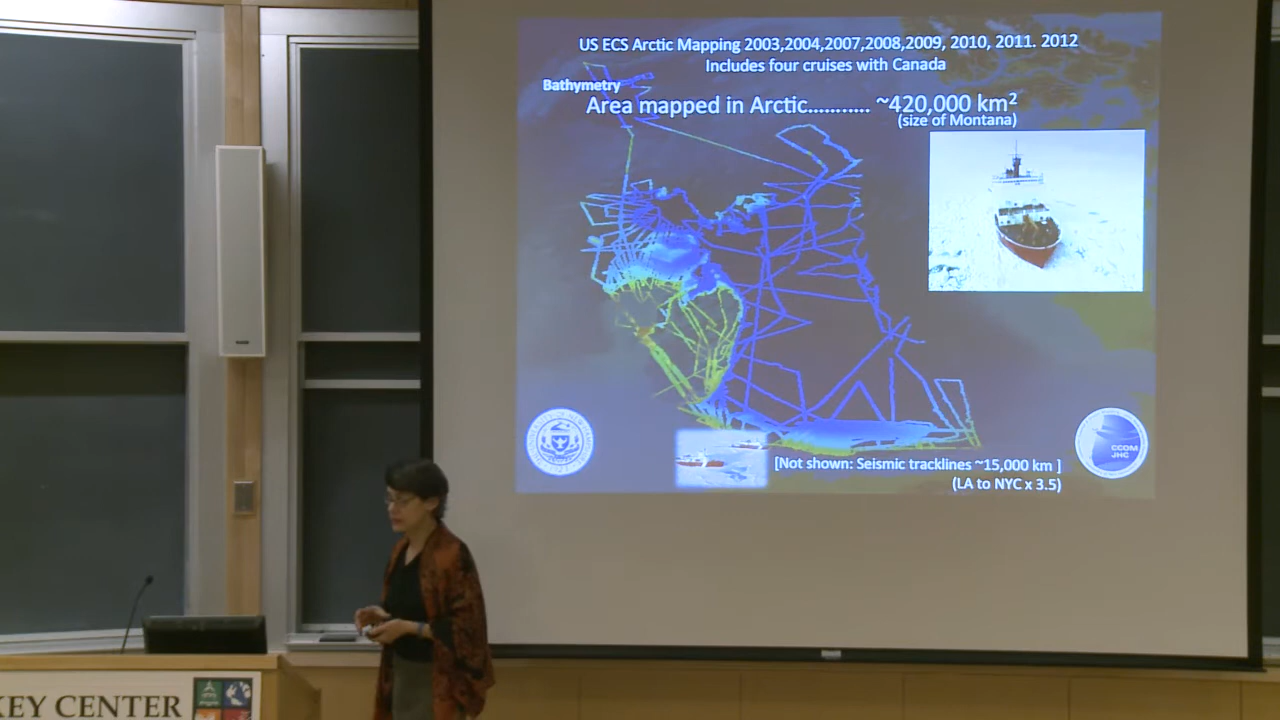 US ECS Arctic Mapping 2003,2004,2007,2008,2009, 2010, 2011. 2012
Includes four cruises with Canada
Bathymetry
Area mapped in Arctic........... ~420,000 km²
(size of Montana)
CCOM
JHC
[Not shown: Seismic tracklines ~15,000 km ]
(LA to NYC x 3.5)
KEY CENTER